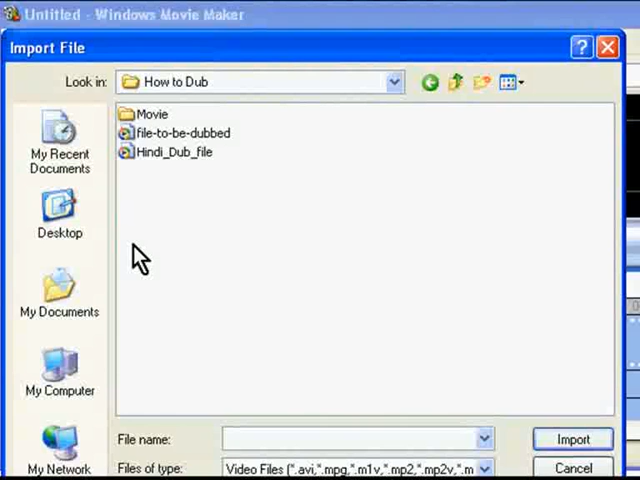 Untitled - Windows Movie Maker
Import File
Look in: How to Dub
Movie
file-to-be-dubbed
Hindi_Dub_file
My Recent
Documents
Desktop
My Documents
My Computer
My Network
File name:
Import
Files of type: Video Files (*.avi,*.mpg,*.m1v,*.mp2,*.mp2v,*.m
Cancel